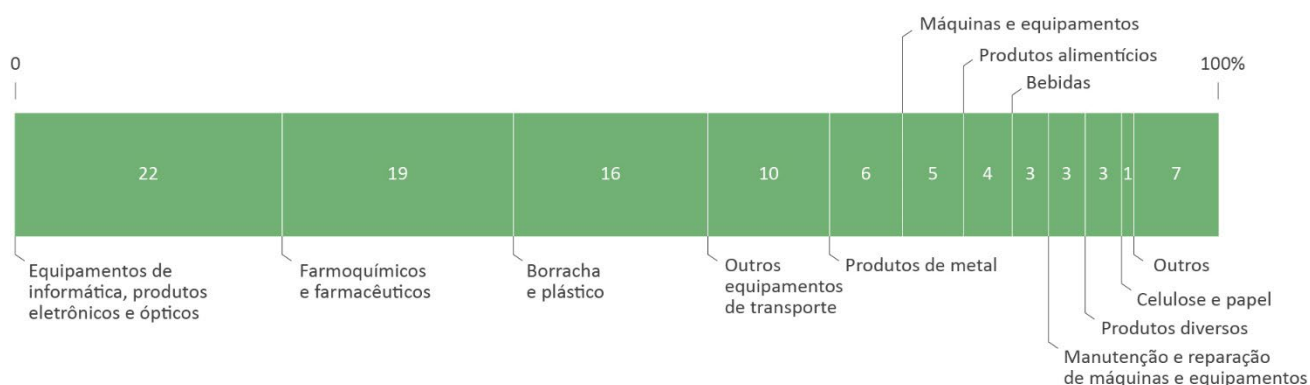 Máquinas e equipamentos
0
Produtos alimentícios
100%
Bebidas
22
19
16
10
6
5
4
3
3
3
1
7
Equipamentos de
informática, produtos
eletrônicos e ópticos
Farmoquímicos
e farmacêuticos
Borracha
e plástico
Outros
equipamentos
de transporte
Produtos de metal
Outros
Celulose e papel
Produtos diversos
Manutenção e reparação
de máquinas e equipamentos